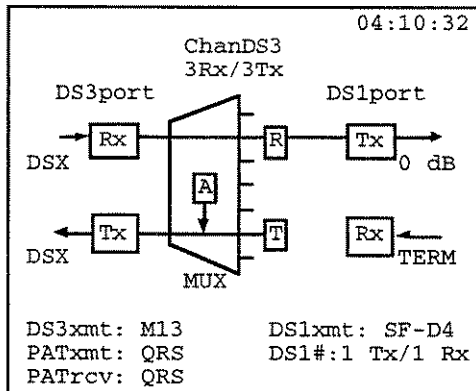 04:10:32
ChanDS3
3Rx/3Tx
DS3port DS1port
Rx R Tx
DSX 0 dB
A
Tx T Rx
DSX TERM
MUX
DS3xmt: M13 DS1xmt: SF-D4
PATxmt: QRS DS1#:1 Tx/1 Rx
PATrcv: QRS